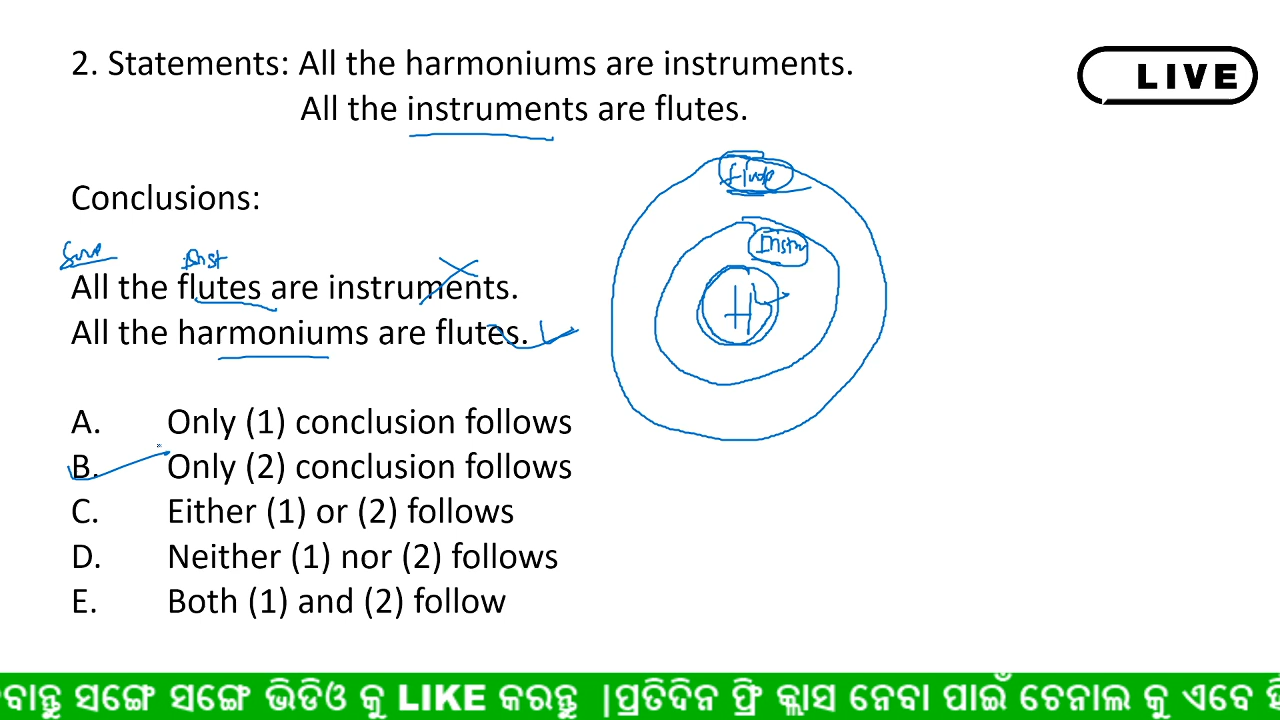 2. Statements: All the harmoniums are instruments.
LIVE
All the instruments are flutes.
flute
Conclusions:
Instru
All the flutes are instruments.
H
All the harmoniums are flutes.
A. Only (1) conclusion follows
B. Only (2) conclusion follows
C. Either (1) or (2) follows
D. Neither (1) nor (2) follows
E. Both (1) and (2) follow
ବାନ୍ତୁ ସଙ୍ଗେ ସଙ୍ଗେ ଭିଡିଓ କୁ LIKE କରନ୍ତୁ |ପ୍ରତିଦିନ ଫ୍ରି କ୍ଲାସ ନେବା ପାଇଁ ଚେନାଲ କୁ ଏବେ